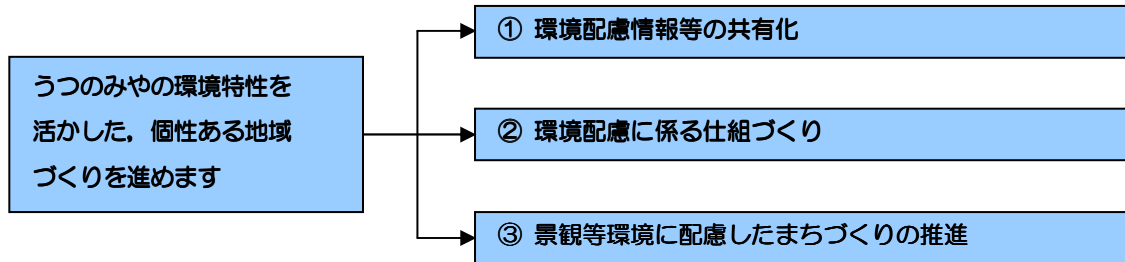 うつのみやの環境特性を
活かした，個性ある地域
づくりを進めます
① 環境配慮情報等の共有化
② 環境配慮に係る仕組づくり
③ 景観等環境に配慮したまちづくりの推進